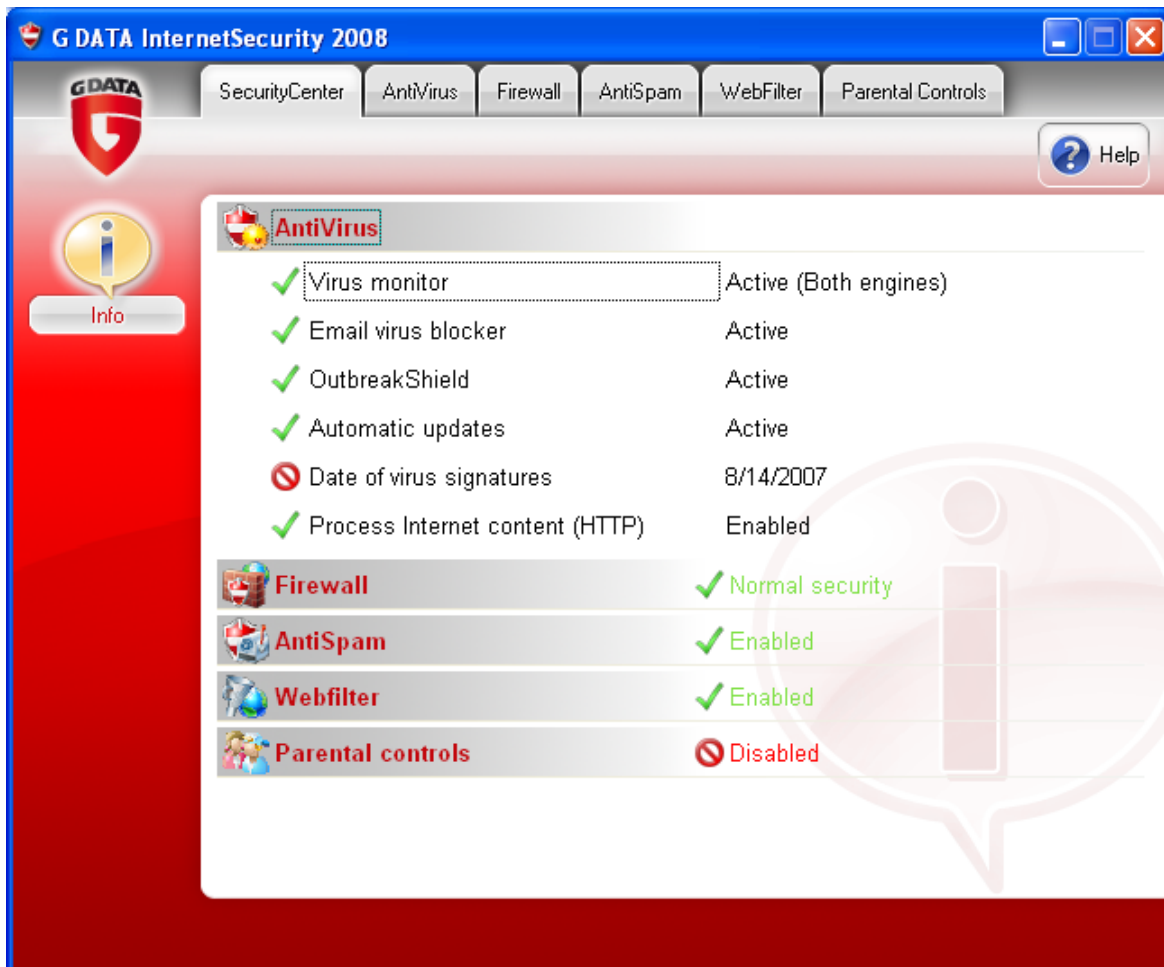 G DATA InternetSecurity 2008
GDATA
SecurityCenter AntiVirus Firewall AntiSpam WebFilter Parental Controls
Help
Info
AntiVirus
Virus monitor Active (Both engines)
Email virus blocker Active
OutbreakShield Active
Automatic updates Active
Date of virus signatures 8/14/2007
Process Internet content (HTTP) Enabled
Firewall Normal security
AntiSpam Enabled
Webfilter Enabled
Parental controls Disabled